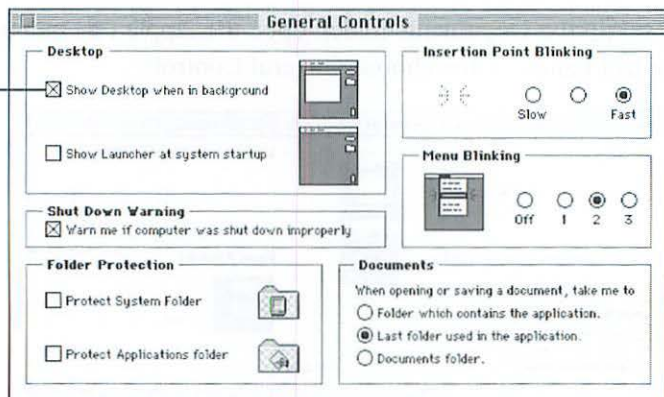 General Controls
Desktop
Show Desktop when in background
Show Launcher at system startup
Shut Down Warning
Warn me if computer was shut down improperly
Folder Protection
Protect System Folder
Protect Applications folder
Insertion Point Blinking
Slow Fast
Menu Blinking
Off 1 2 3
Documents
When opening or saving a document, take me to
Folder which contains the application.
Last folder used in the application.
Documents folder.